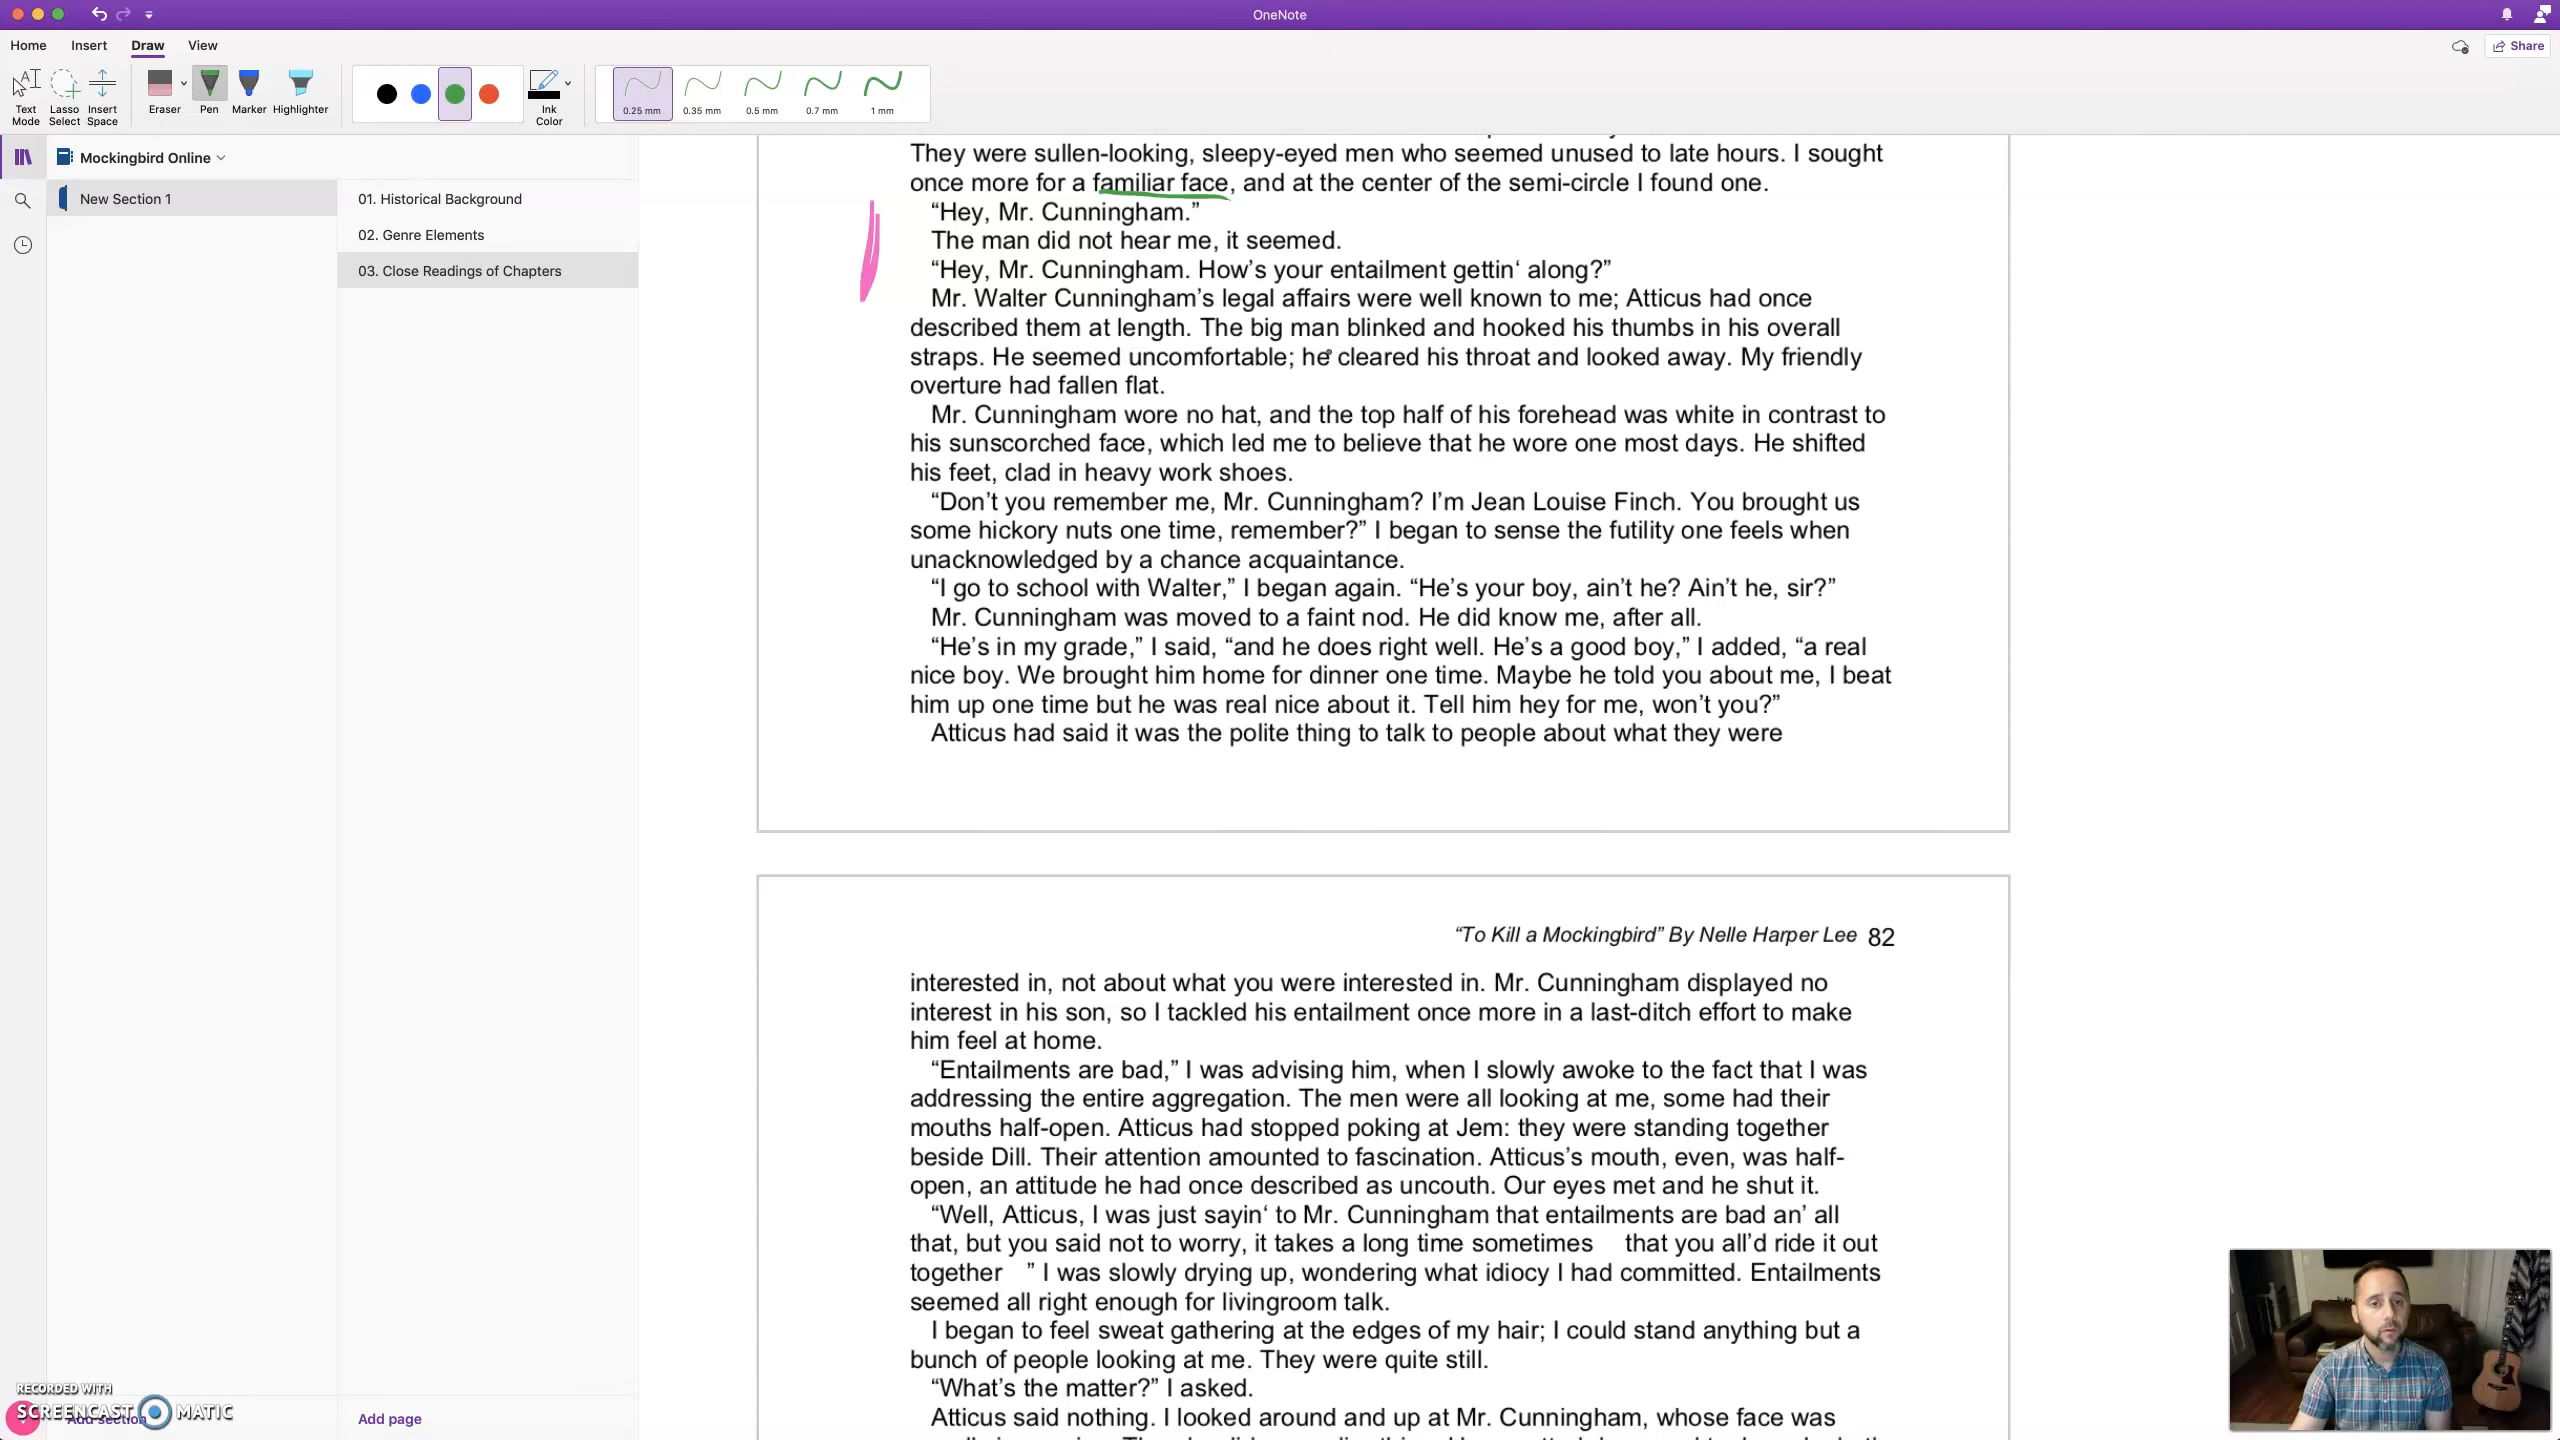 OneNote
Home Insert Draw View
Share
Text Mode
Lasso Select
Insert Space
Eraser
Pen
Marker
Highlighter
Ink Color
0.25 mm
0.35 mm
0.5 mm
0.7 mm
1 mm
Mockingbird Online
New Section 1
01. Historical Background
02. Genre Elements
03. Close Readings of Chapters
They were sullen-looking, sleepy-eyed men who seemed unused to late hours. I sought
once more for a familiar face, and at the center of the semi-circle I found one.
“Hey, Mr. Cunningham.”
The man did not hear me, it seemed.
“Hey, Mr. Cunningham. How’s your entailment gettin‘ along?”
Mr. Walter Cunningham’s legal affairs were well known to me; Atticus had once
described them at length. The big man blinked and hooked his thumbs in his overall
straps. He seemed uncomfortable; he cleared his throat and looked away. My friendly
overture had fallen flat.
Mr. Cunningham wore no hat, and the top half of his forehead was white in contrast to
his sunscorched face, which led me to believe that he wore one most days. He shifted
his feet, clad in heavy work shoes.
“Don’t you remember me, Mr. Cunningham? I’m Jean Louise Finch. You brought us
some hickory nuts one time, remember?” I began to sense the futility one feels when
unacknowledged by a chance acquaintance.
“I go to school with Walter,” I began again. “He’s your boy, ain’t he? Ain’t he, sir?”
Mr. Cunningham was moved to a faint nod. He did know me, after all.
“He’s in my grade,” I said, “and he does right well. He’s a good boy,” I added, “a real
nice boy. We brought him home for dinner one time. Maybe he told you about me, I beat
him up one time but he was real nice about it. Tell him hey for me, won’t you?”
Atticus had said it was the polite thing to talk to people about what they were
“To Kill a Mockingbird” By Nelle Harper Lee 82
interested in, not about what you were interested in. Mr. Cunningham displayed no
interest in his son, so I tackled his entailment once more in a last-ditch effort to make
him feel at home.
“Entailments are bad,” I was advising him, when I slowly awoke to the fact that I was
addressing the entire aggregation. The men were all looking at me, some had their
mouths half-open. Atticus had stopped poking at Jem: they were standing together
beside Dill. Their attention amounted to fascination. Atticus’s mouth, even, was half-
open, an attitude he had once described as uncouth. Our eyes met and he shut it.
“Well, Atticus, I was just sayin‘ to Mr. Cunningham that entailments are bad an’ all
that, but you said not to worry, it takes a long time sometimes that you all’d ride it out
together ” I was slowly drying up, wondering what idiocy I had committed. Entailments
seemed all right enough for livingroom talk.
I began to feel sweat gathering at the edges of my hair; I could stand anything but a
bunch of people looking at me. They were quite still.
“What’s the matter?” I asked.
Atticus said nothing. I looked around and up at Mr. Cunningham, whose face was
RECORDED WITH
SCREENCAST MATIC
Add section
Add page